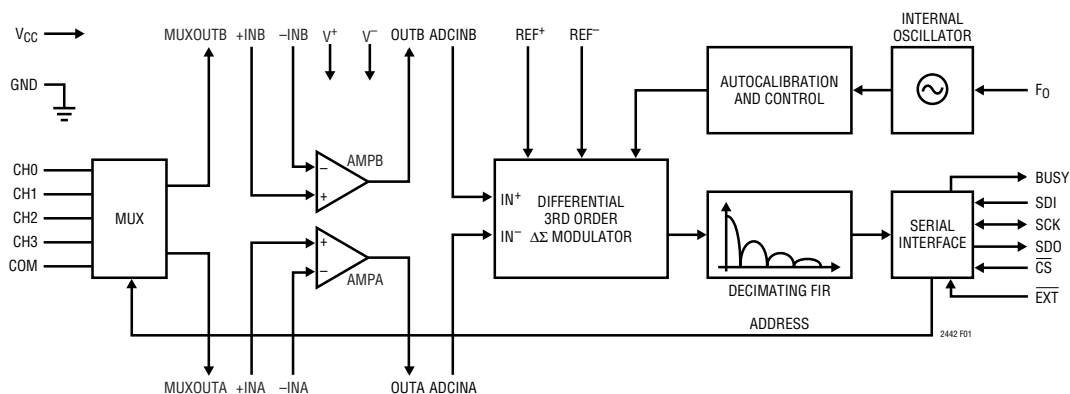 INTERNAL
OSCILLATOR
VCC
MUXOUTB +INB –INB V+ V– OUTB ADCINB REF+ REF–
GND
AUTOCALIBRATION
AND CONTROL
FO
CH0
CH1
CH2
CH3
COM
MUX
AMPB
–
+
+
–
AMPA
IN+
IN–
DIFFERENTIAL
3RD ORDER
ΔΣ MODULATOR
DECIMATING FIR
SERIAL
INTERFACE
BUSY
SDI
SCK
SDO
CS
EXT
ADDRESS
2442 F01
MUXOUTA +INA –INA OUTA ADCINA